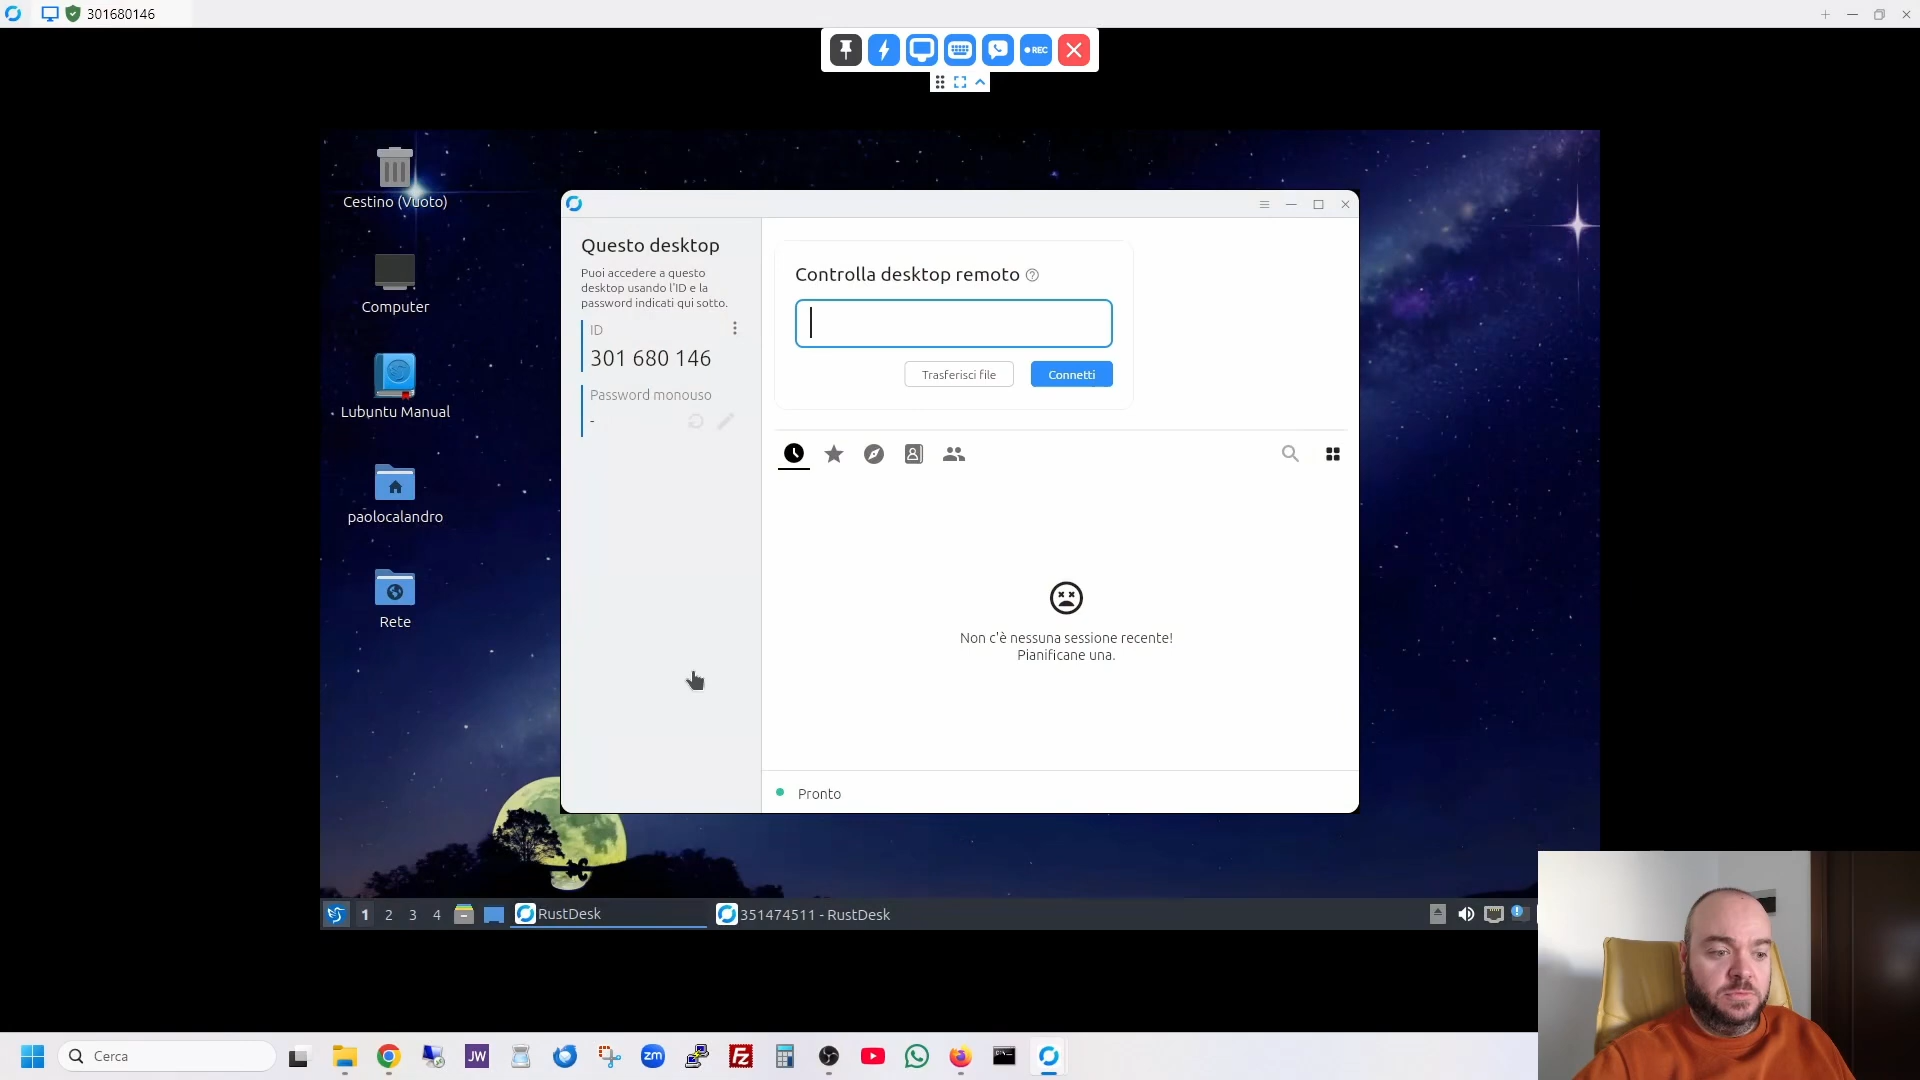 301680146
REC
Cestino (Vuoto)
Computer
Lubuntu Manual
paolocalandro
Rete
Questo desktop
Puoi accedere a questo
desktop usando l'ID e la
password indicati qui sotto.
ID
301 680 146
Password monouso
-
Controlla desktop remoto
Trasferisci file
Connetti
Non c'è nessuna sessione recente!
Pianificane una.
Pronto
1 2 3 4 RustDesk 351474511 - RustDesk
Cerca
JW
zm
FZ